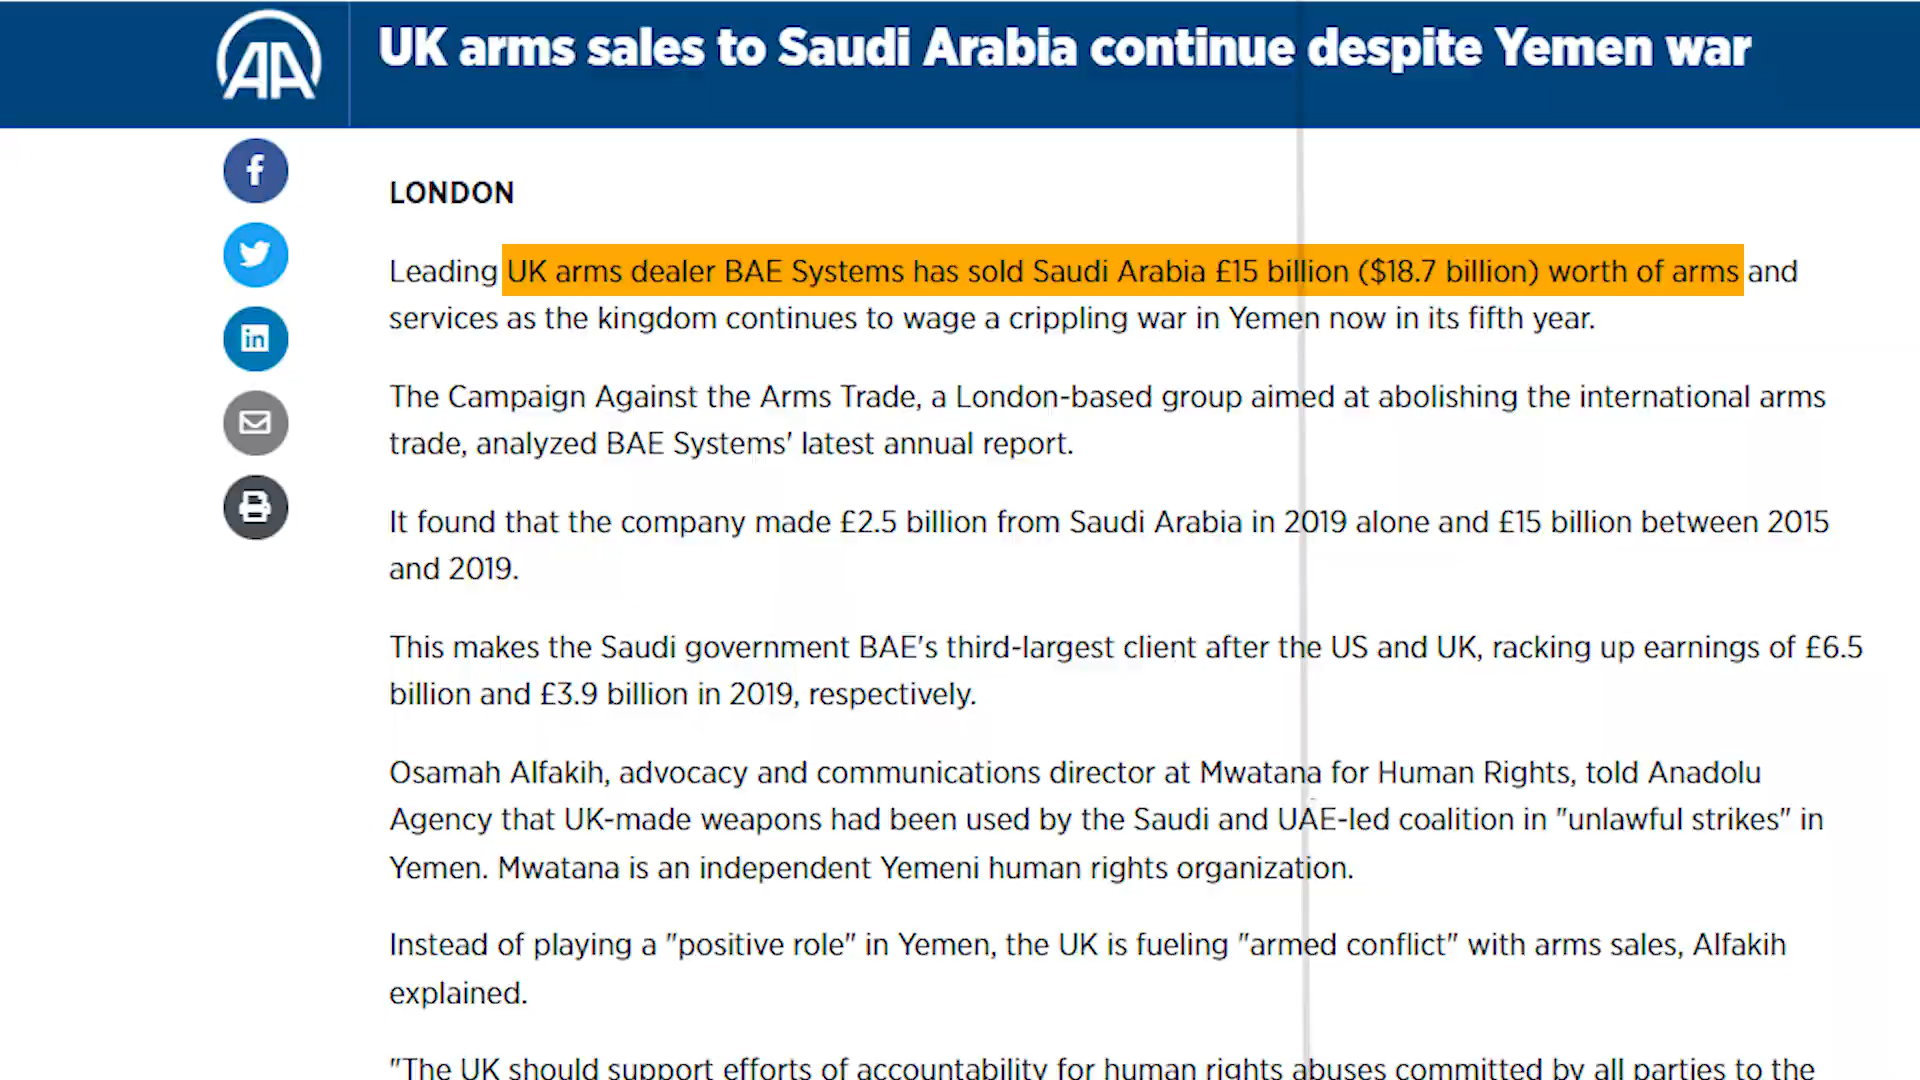 AA
UK arms sales to Saudi Arabia continue despite Yemen war
f
in
LONDON
Leading UK arms dealer BAE Systems has sold Saudi Arabia £15 billion ($18.7 billion) worth of arms and
services as the kingdom continues to wage a crippling war in Yemen now in its fifth year.
The Campaign Against the Arms Trade, a London-based group aimed at abolishing the international arms
trade, analyzed BAE Systems' latest annual report.
It found that the company made £2.5 billion from Saudi Arabia in 2019 alone and £15 billion between 2015
and 2019.
This makes the Saudi government BAE's third-largest client after the US and UK, racking up earnings of £6.5
billion and £3.9 billion in 2019, respectively.
Osamah Alfakih, advocacy and communications director at Mwatana for Human Rights, told Anadolu
Agency that UK-made weapons had been used by the Saudi and UAE-led coalition in "unlawful strikes" in
Yemen. Mwatana is an independent Yemeni human rights organization.
Instead of playing a "positive role" in Yemen, the UK is fueling "armed conflict" with arms sales, Alfakih
explained.
"The UK should support efforts of accountability for human rights abuses committed by all parties to the